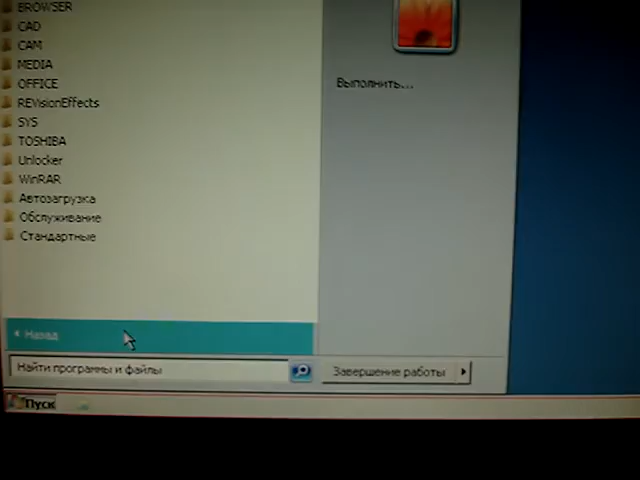 BROWSER
CAD
CAM
MEDIA
OFFICE
REVisionEffects
SYS
TOSHIBA
Unlocker
WinRAR
Автозагрузка
Обслуживание
Стандартные
Назад
Найти программы и файлы
Выполнить...
Завершение работы
Пуск